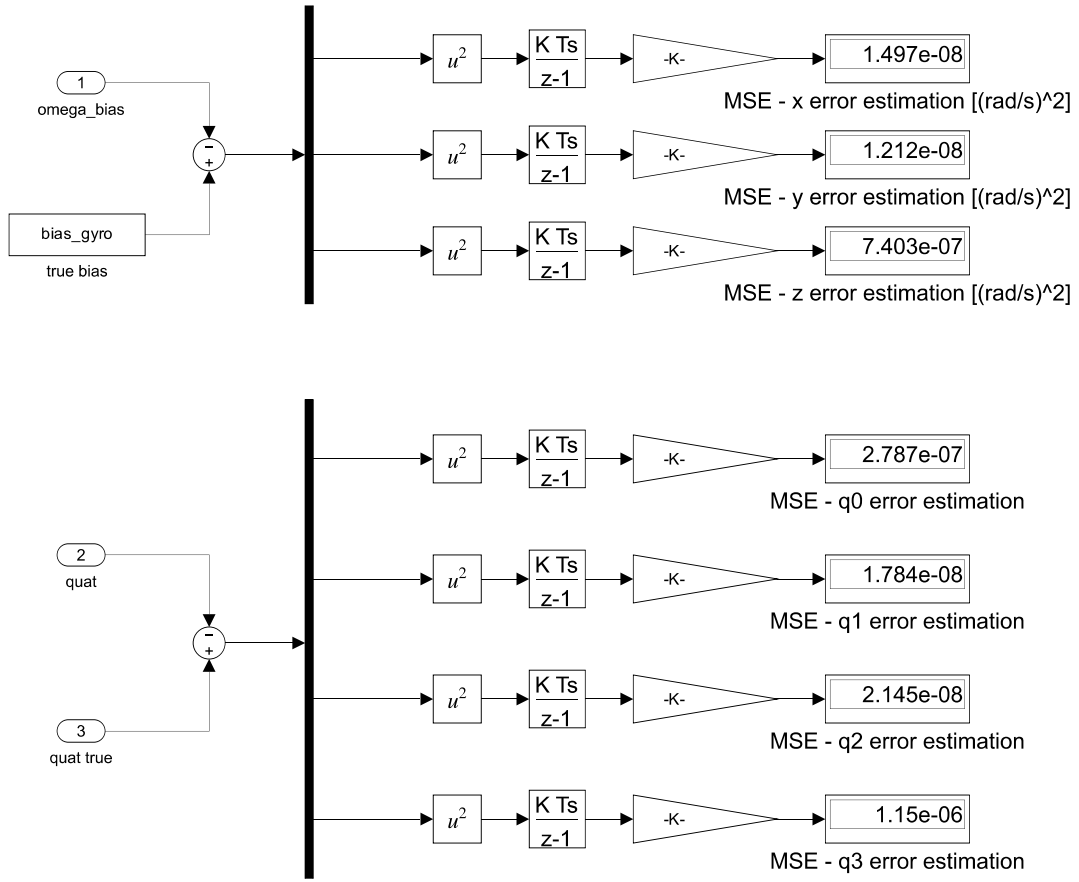 1
omega_bias
−
+
bias_gyro
true bias
u²
K Ts
z-1
-K-
1.497e-08
MSE - x error estimation [(rad/s)^2]
u²
K Ts
z-1
-K-
1.212e-08
MSE - y error estimation [(rad/s)^2]
u²
K Ts
z-1
-K-
7.403e-07
MSE - z error estimation [(rad/s)^2]
2
quat
−
+
3
quat true
u²
K Ts
z-1
-K-
2.787e-07
MSE - q0 error estimation
u²
K Ts
z-1
-K-
1.784e-08
MSE - q1 error estimation
u²
K Ts
z-1
-K-
2.145e-08
MSE - q2 error estimation
u²
K Ts
z-1
-K-
1.15e-06
MSE - q3 error estimation